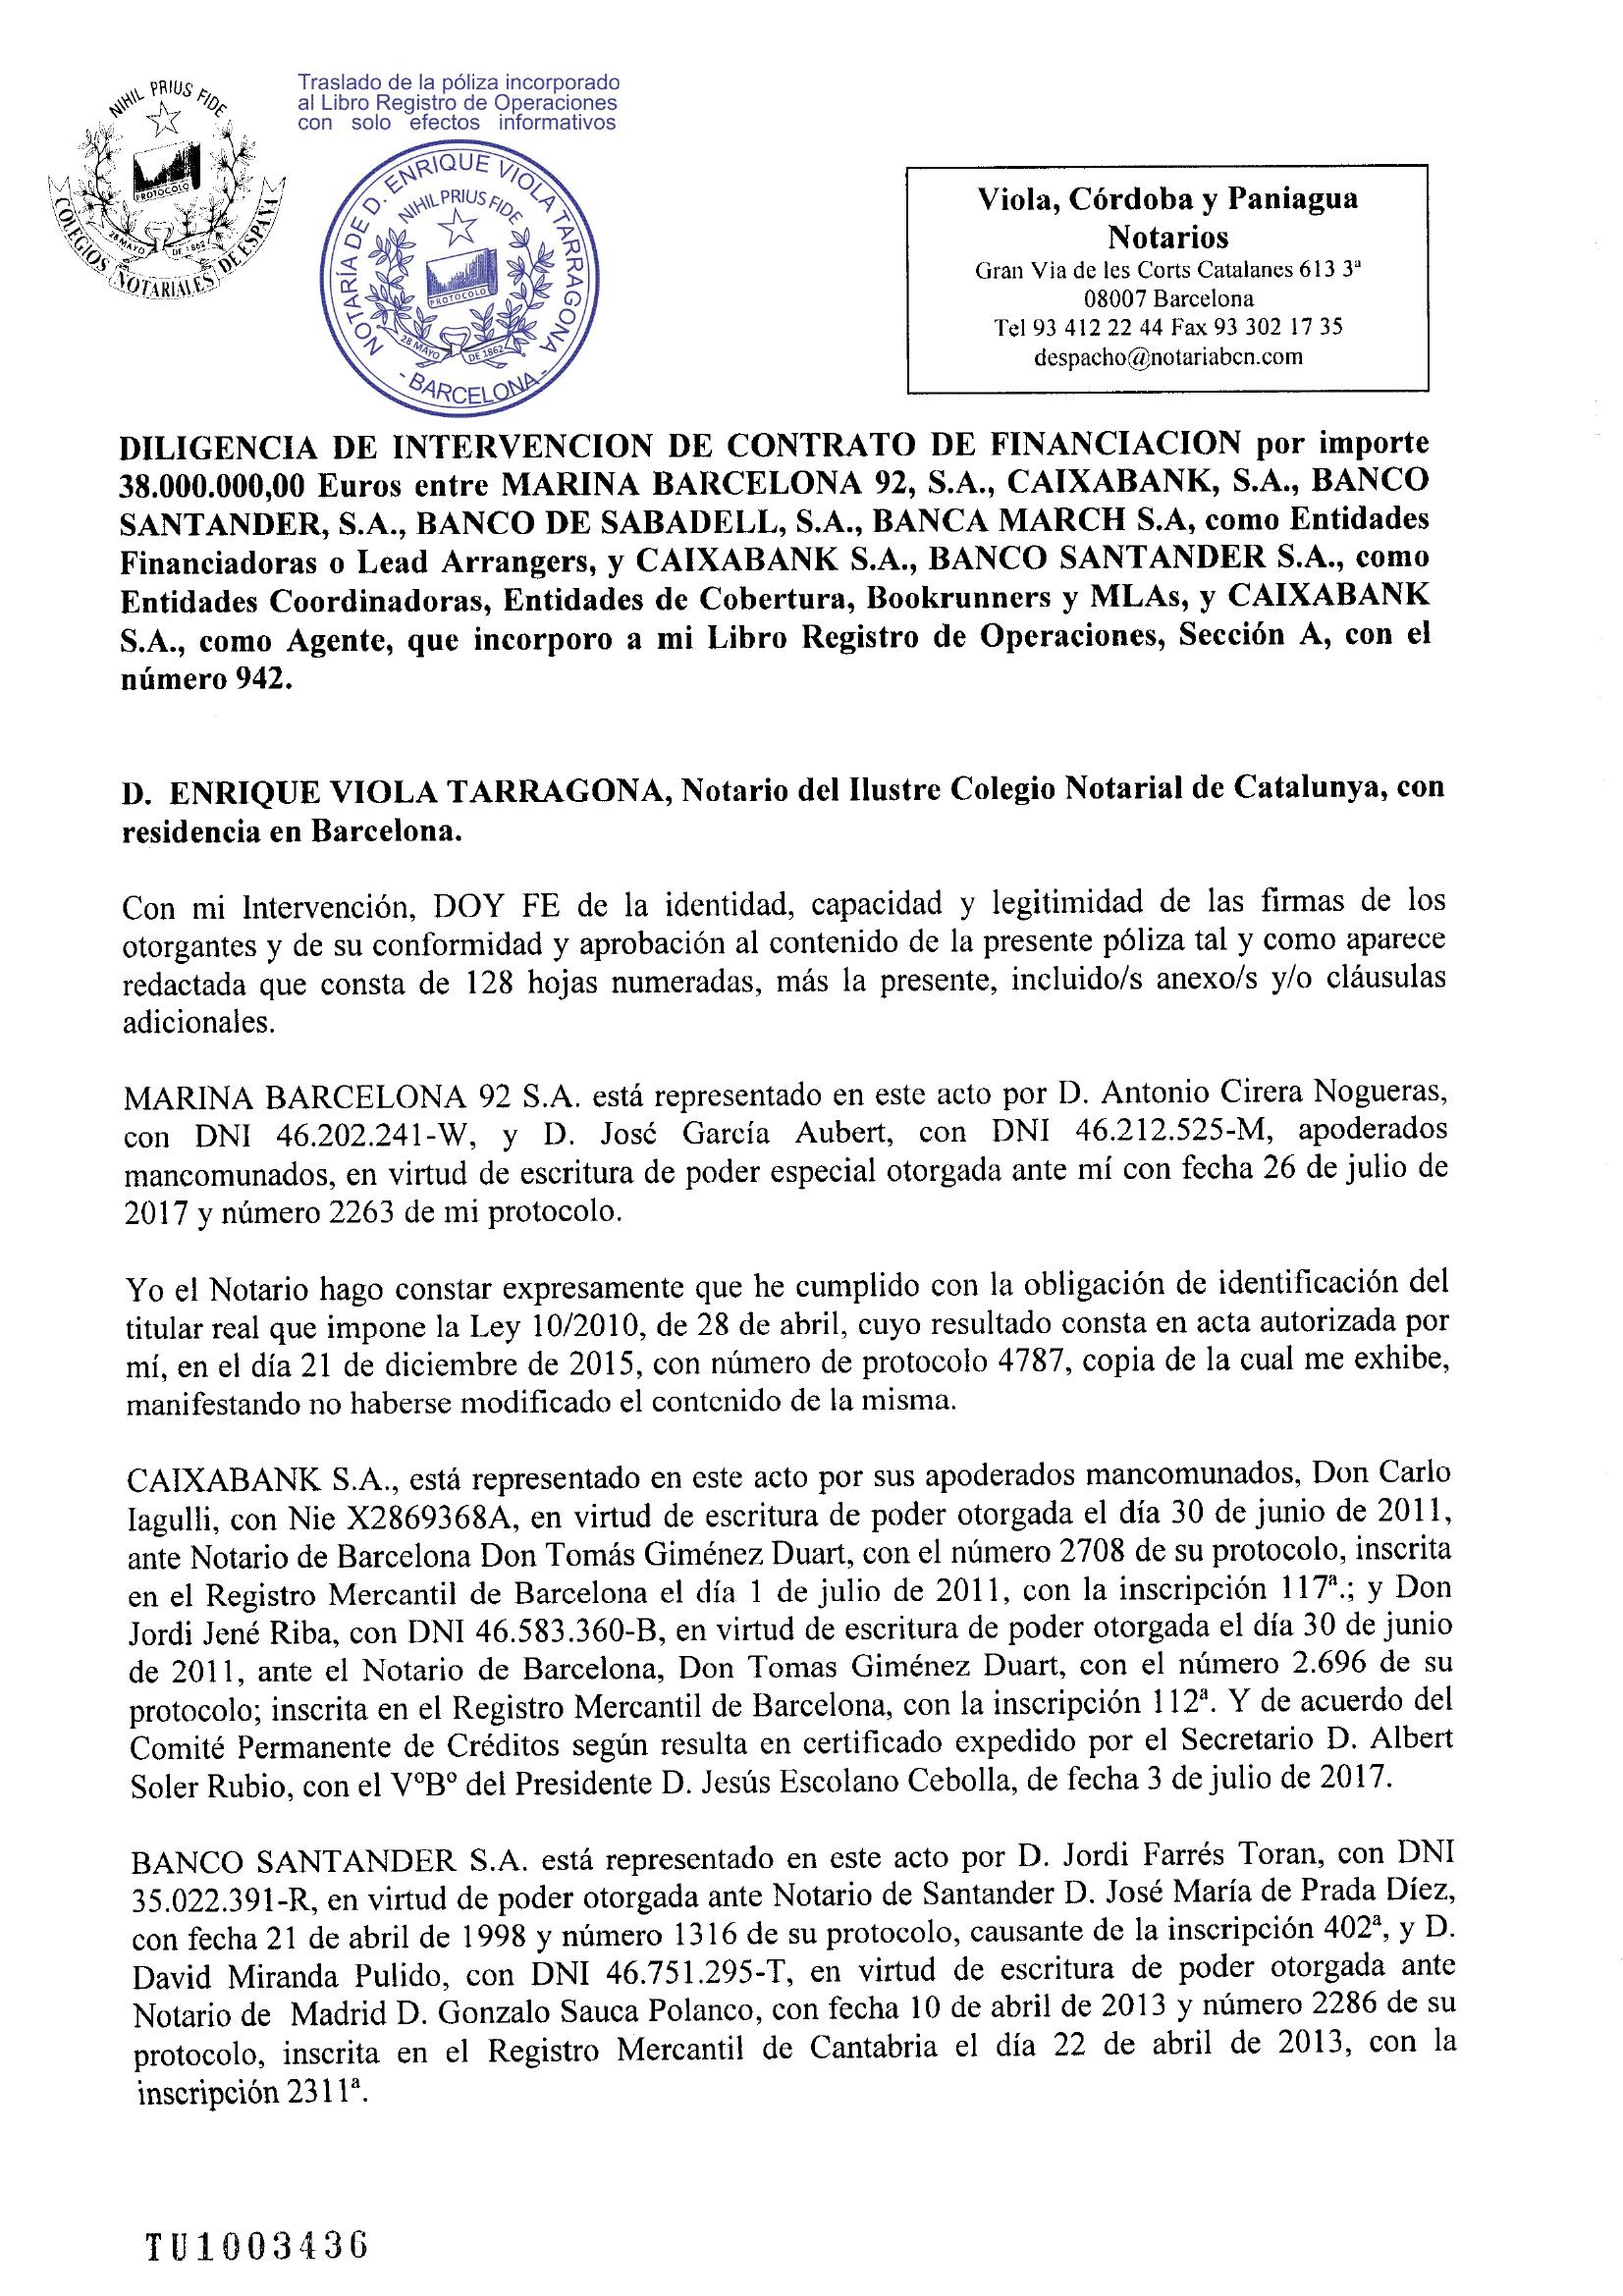 NIHIL PRIUS FIDE
PROTOCOLO
28 MAYO DE 1862
COLEGIOS NOTARIALES DE ESPAÑA
Traslado de la póliza incorporado
al Libro Registro de Operaciones
con solo efectos informativos
NOTARÍA DE D. ENRIQUE VIOLA TARRAGONA
NIHIL PRIUS FIDE
PROTOCOLO
28 MAYO DE 1862
- BARCELONA -
Viola, Córdoba y Paniagua
Notarios
Gran Via de les Corts Catalanes 613 3ª
08007 Barcelona
Tel 93 412 22 44 Fax 93 302 17 35
despacho@notariabcn.com
DILIGENCIA DE INTERVENCION DE CONTRATO DE FINANCIACION por importe
38.000.000,00 Euros entre MARINA BARCELONA 92, S.A., CAIXABANK, S.A., BANCO
SANTANDER, S.A., BANCO DE SABADELL, S.A., BANCA MARCH S.A, como Entidades
Financiadoras o Lead Arrangers, y CAIXABANK S.A., BANCO SANTANDER S.A., como
Entidades Coordinadoras, Entidades de Cobertura, Bookrunners y MLAs, y CAIXABANK
S.A., como Agente, que incorporo a mi Libro Registro de Operaciones, Sección A, con el
número 942.
D. ENRIQUE VIOLA TARRAGONA, Notario del Ilustre Colegio Notarial de Catalunya, con
residencia en Barcelona.
Con mi Intervención, DOY FE de la identidad, capacidad y legitimidad de las firmas de los
otorgantes y de su conformidad y aprobación al contenido de la presente póliza tal y como aparece
redactada que consta de 128 hojas numeradas, más la presente, incluido/s anexo/s y/o cláusulas
adicionales.
MARINA BARCELONA 92 S.A. está representado en este acto por D. Antonio Cirera Nogueras,
con DNI 46.202.241-W, y D. José García Aubert, con DNI 46.212.525-M, apoderados
mancomunados, en virtud de escritura de poder especial otorgada ante mí con fecha 26 de julio de
2017 y número 2263 de mi protocolo.
Yo el Notario hago constar expresamente que he cumplido con la obligación de identificación del
titular real que impone la Ley 10/2010, de 28 de abril, cuyo resultado consta en acta autorizada por
mí, en el día 21 de diciembre de 2015, con número de protocolo 4787, copia de la cual me exhibe,
manifestando no haberse modificado el contenido de la misma.
CAIXABANK S.A., está representado en este acto por sus apoderados mancomunados, Don Carlo
Iagulli, con Nie X2869368A, en virtud de escritura de poder otorgada el día 30 de junio de 2011,
ante Notario de Barcelona Don Tomás Giménez Duart, con el número 2708 de su protocolo, inscrita
en el Registro Mercantil de Barcelona el día 1 de julio de 2011, con la inscripción 117ª.; y Don
Jordi Jené Riba, con DNI 46.583.360-B, en virtud de escritura de poder otorgada el día 30 de junio
de 2011, ante el Notario de Barcelona, Don Tomas Giménez Duart, con el número 2.696 de su
protocolo; inscrita en el Registro Mercantil de Barcelona, con la inscripción 112ª. Y de acuerdo del
Comité Permanente de Créditos según resulta en certificado expedido por el Secretario D. Albert
Soler Rubio, con el VºBº del Presidente D. Jesús Escolano Cebolla, de fecha 3 de julio de 2017.
BANCO SANTANDER S.A. está representado en este acto por D. Jordi Farrés Toran, con DNI
35.022.391-R, en virtud de poder otorgada ante Notario de Santander D. José María de Prada Díez,
con fecha 21 de abril de 1998 y número 1316 de su protocolo, causante de la inscripción 402ª, y D.
David Miranda Pulido, con DNI 46.751.295-T, en virtud de escritura de poder otorgada ante
Notario de Madrid D. Gonzalo Sauca Polanco, con fecha 10 de abril de 2013 y número 2286 de su
protocolo, inscrita en el Registro Mercantil de Cantabria el día 22 de abril de 2013, con la
inscripción 2311ª.
TU1003436